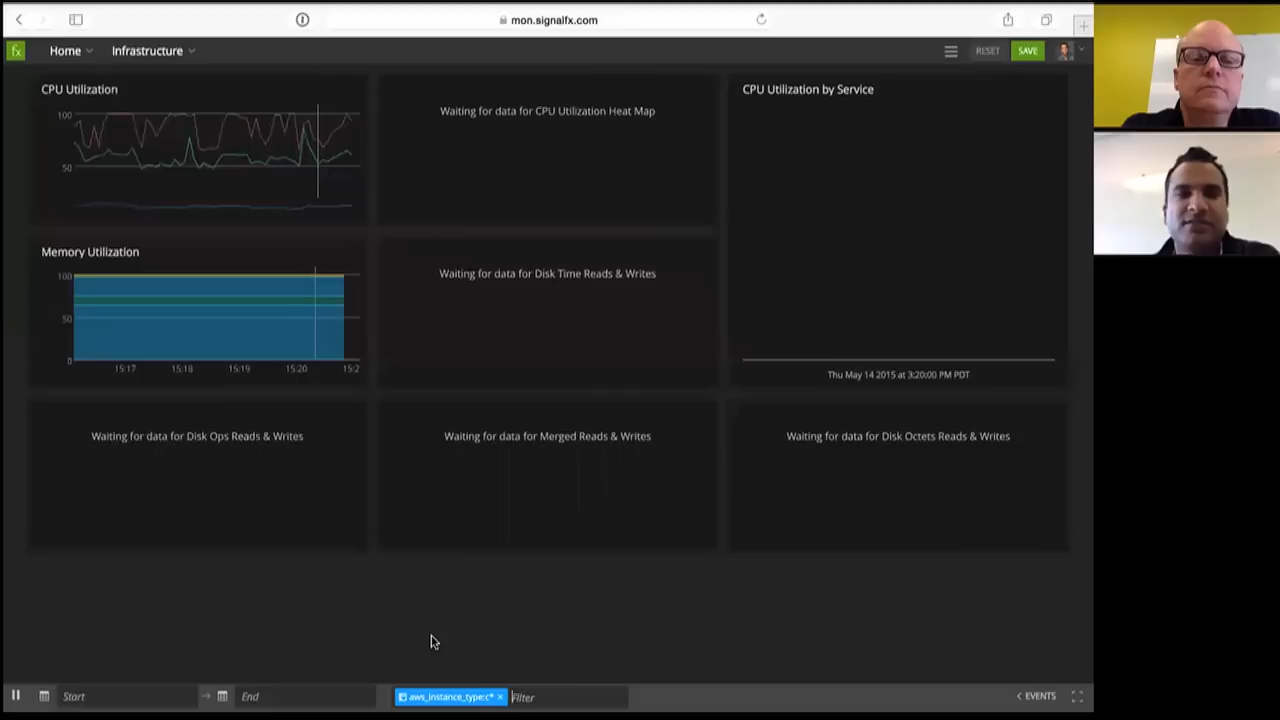 mon.signalfx.com
fx Home Infrastructure RESET SAVE
CPU Utilization
100
50
Waiting for data for CPU Utilization Heat Map
CPU Utilization by Service
Thu May 14 2015 at 3:20:00 PM PDT
Memory Utilization
100
50
0
15:17 15:18 15:19 15:20 15:2
Waiting for data for Disk Time Reads & Writes
Waiting for data for Disk Ops Reads & Writes
Waiting for data for Merged Reads & Writes
Waiting for data for Disk Octets Reads & Writes
Start End aws_instance_type:c* × Filter < EVENTS